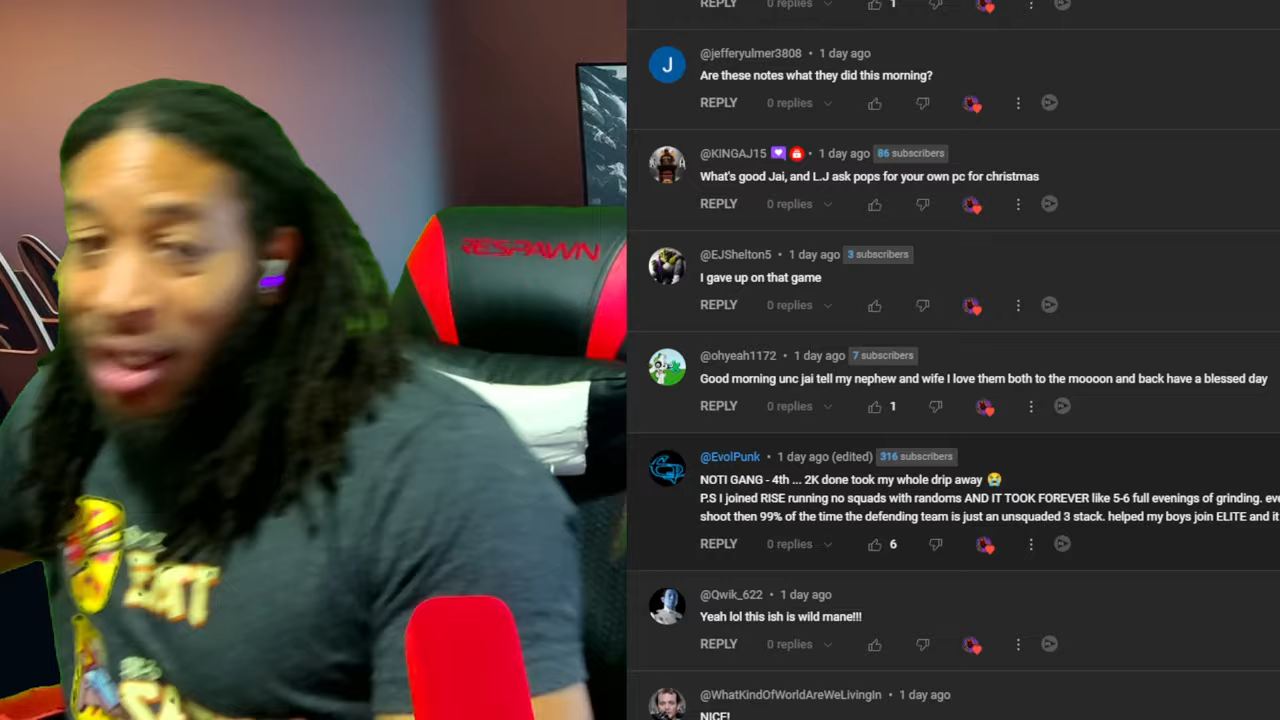 REPLY 0 replies 1
@jefferyulmer3808 • 1 day ago
Are these notes what they did this morning?
REPLY 0 replies
@KINGAJ15 • 1 day ago 86 subscribers
What's good Jai, and L.J ask pops for your own pc for christmas
REPLY 0 replies
@EJShelton5 • 1 day ago 3 subscribers
I gave up on that game
REPLY 0 replies
@ohyeah1172 • 1 day ago 7 subscribers
Good morning unc jai tell my nephew and wife I love them both to the moooon and back have a blessed day
REPLY 0 replies 1
@EvolPunk • 1 day ago (edited) 316 subscribers
NOTI GANG - 4th ... 2K done took my whole drip away 😭
P.S I joined RISE running no squads with randoms AND IT TOOK FOREVER like 5-6 full evenings of grinding. eve
shoot then 99% of the time the defending team is just an unsquaded 3 stack. helped my boys join ELITE and it
REPLY 0 replies 6
@Qwik_622 • 1 day ago
Yeah lol this ish is wild mane!!!
REPLY 0 replies
@WhatKindOfWorldAreWeLivingIn • 1 day ago
NICE!
RESPAWN
EAT